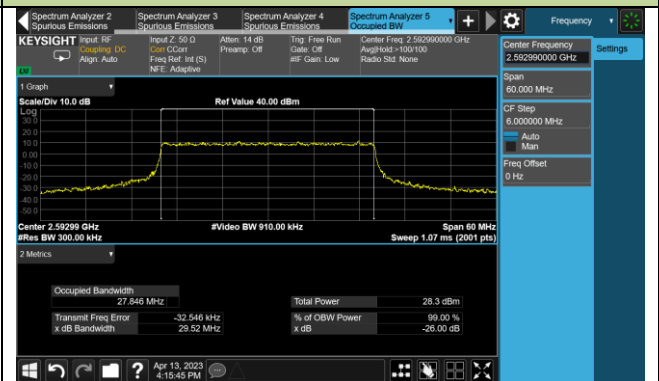 Spectrum Analyzer 2
Spurious Emissions
Spectrum Analyzer 3
Spurious Emissions
Spectrum Analyzer 4
Spurious Emissions
Spectrum Analyzer 5
Occupied BW
Frequency
KEYSIGHT
Input: RF
Coupling: DC
Align: Auto
Input Z: 50 Ω
Corr CCorr
Freq Ref: Int (S)
NFE: Adaptive
Atten: 14 dB
Preamp: Off
Trig: Free Run
Gate: Off
#IF Gain: Low
Center Freq: 2.592990000 GHz
Avg|Hold:>100/100
Radio Std: None
Center Frequency
2.592990000 GHz
Settings
Span
60.000 MHz
CF Step
6.000000 MHz
Auto
Man
Freq Offset
0 Hz
1 Graph
Scale/Div 10.0 dB
Ref Value 40.00 dBm
Log
30.0
20.0
10.0
0.00
-10.0
-20.0
-30.0
-40.0
-50.0
Center 2.59299 GHz
#Video BW 910.00 kHz
Span 60 MHz
#Res BW 300.00 kHz
Sweep 1.07 ms (2001 pts)
2 Metrics
Occupied Bandwidth
27.846 MHz
Total Power
28.3 dBm
Transmit Freq Error
-32.546 kHz
% of OBW Power
99.00 %
x dB Bandwidth
29.52 MHz
x dB
-26.00 dB
Apr 13, 2023
4:15:45 PM